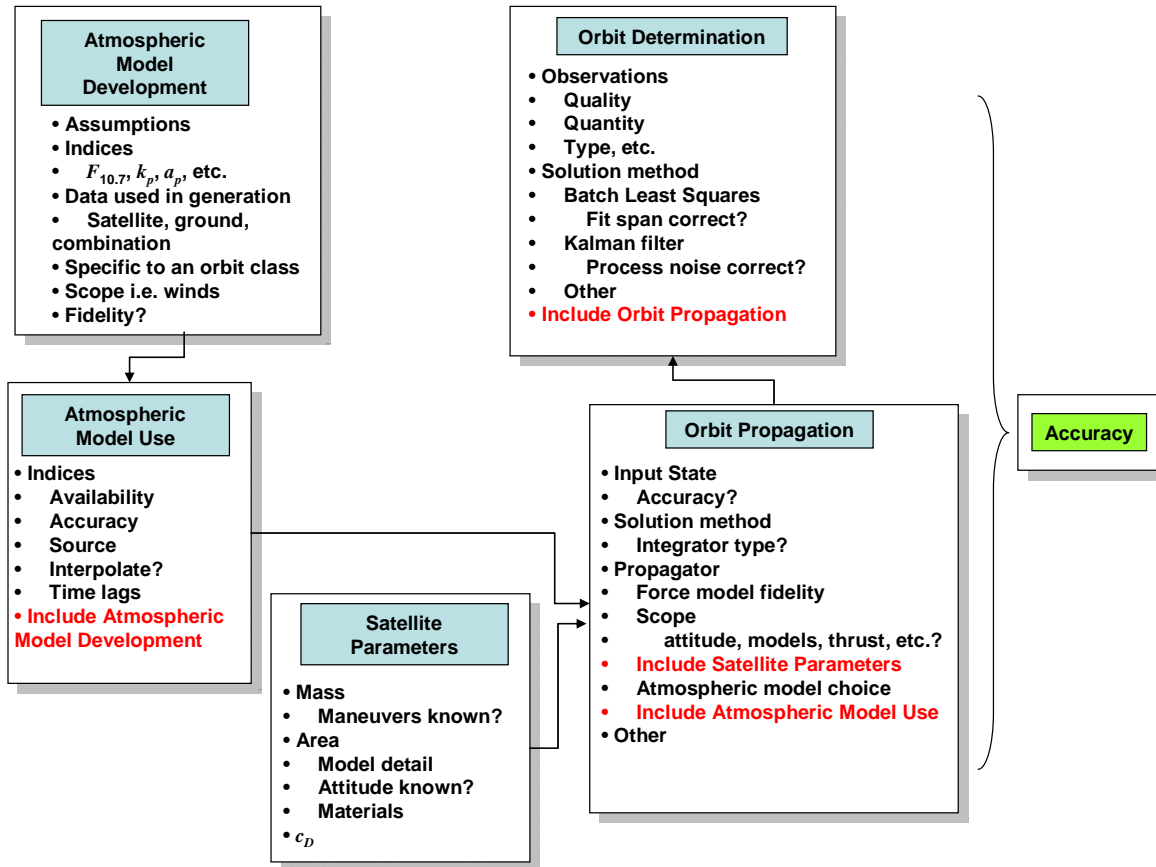 Atmospheric
Model
Development
• Assumptions
• Indices
• F10.7, kp, ap, etc.
• Data used in generation
• Satellite, ground,
combination
• Specific to an orbit class
• Scope i.e. winds
• Fidelity?
Orbit Determination
• Observations
• Quality
• Quantity
• Type, etc.
• Solution method
• Batch Least Squares
• Fit span correct?
• Kalman filter
• Process noise correct?
• Other
• Include Orbit Propagation
Atmospheric
Model Use
• Indices
• Availability
• Accuracy
• Source
• Interpolate?
• Time lags
• Include Atmospheric
Model Development
Satellite
Parameters
• Mass
• Maneuvers known?
• Area
• Model detail
• Attitude known?
• Materials
• cD
Orbit Propagation
• Input State
• Accuracy?
• Solution method
• Integrator type?
• Propagator
• Force model fidelity
• Scope
• attitude, models, thrust, etc.?
• Include Satellite Parameters
• Atmospheric model choice
• Include Atmospheric Model Use
• Other
Accuracy